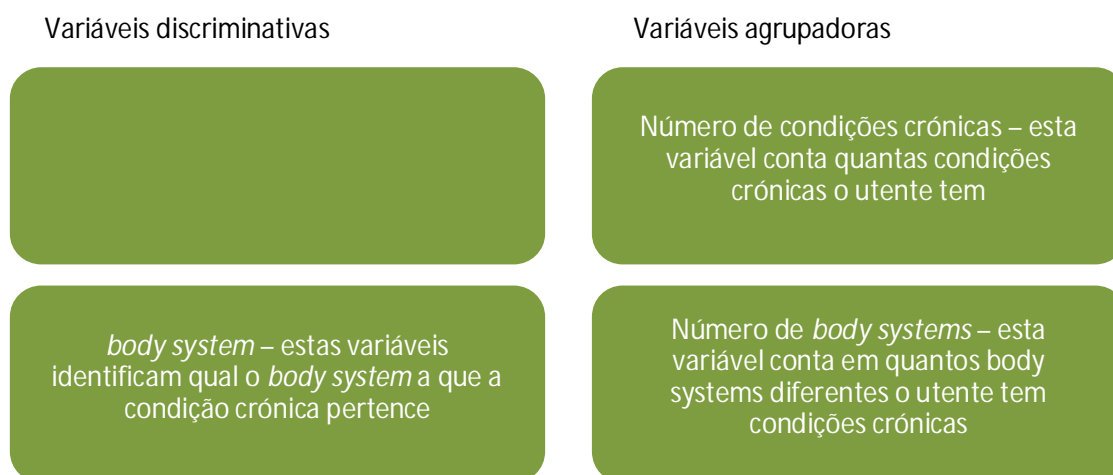 Variáveis discriminativas
Variáveis agrupadoras
Número de condições crónicas – esta
variável conta quantas condições
crónicas o utente tem
body system – estas variáveis
identificam qual o body system a que a
condição crónica pertence
Número de body systems – esta
variável conta em quantos body
systems diferentes o utente tem
condições crónicas